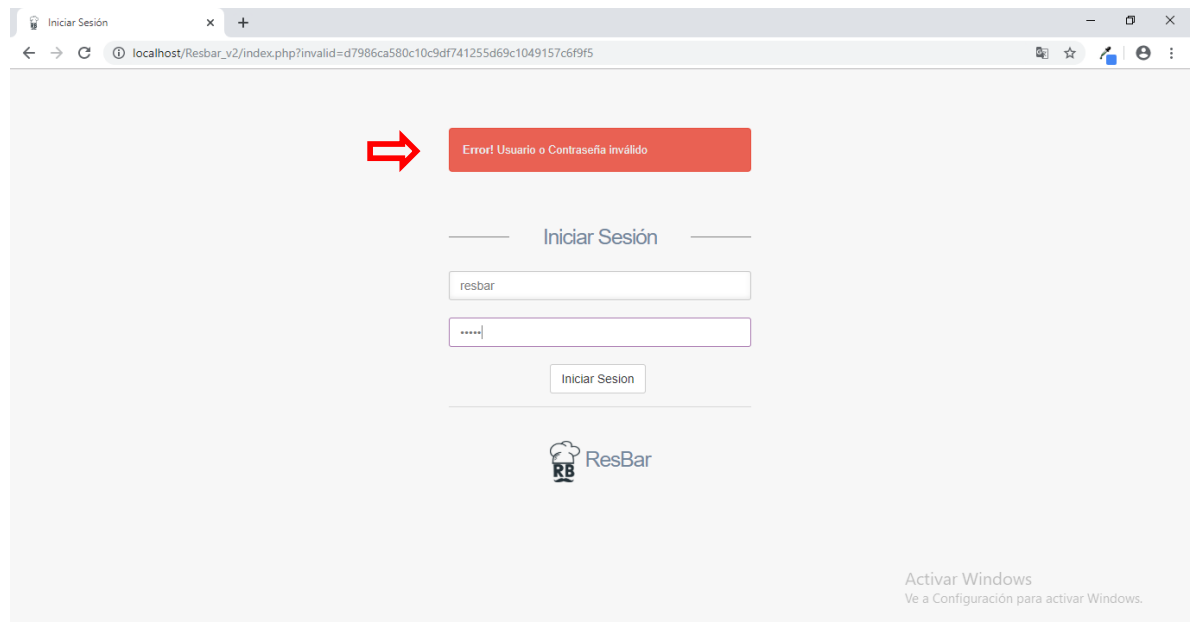 Iniciar Sesión
localhost/Resbar_v2/index.php?invalid=d7986ca580c10c9df741255d69c1049157c6f9f5
Error! Usuario o Contraseña inválido
Iniciar Sesión
resbar
•••••
Iniciar Sesion
RB ResBar
Activar Windows
Ve a Configuración para activar Windows.